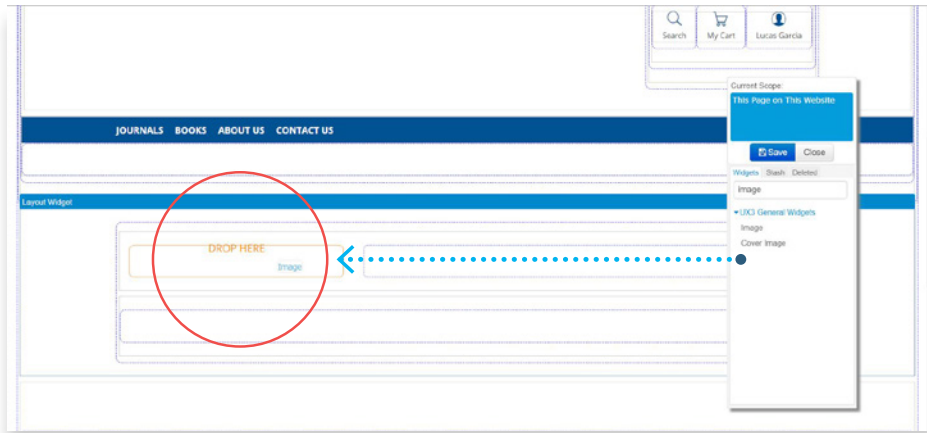 Search My Cart Lucas Garcia
Current Scope:
This Page on This Website
Save Close
JOURNALS BOOKS ABOUT US CONTACT US
Widgets Stash Deleted
image
Layout Widget
UX3 General Widgets
Image
Cover Image
DROP HERE
Image